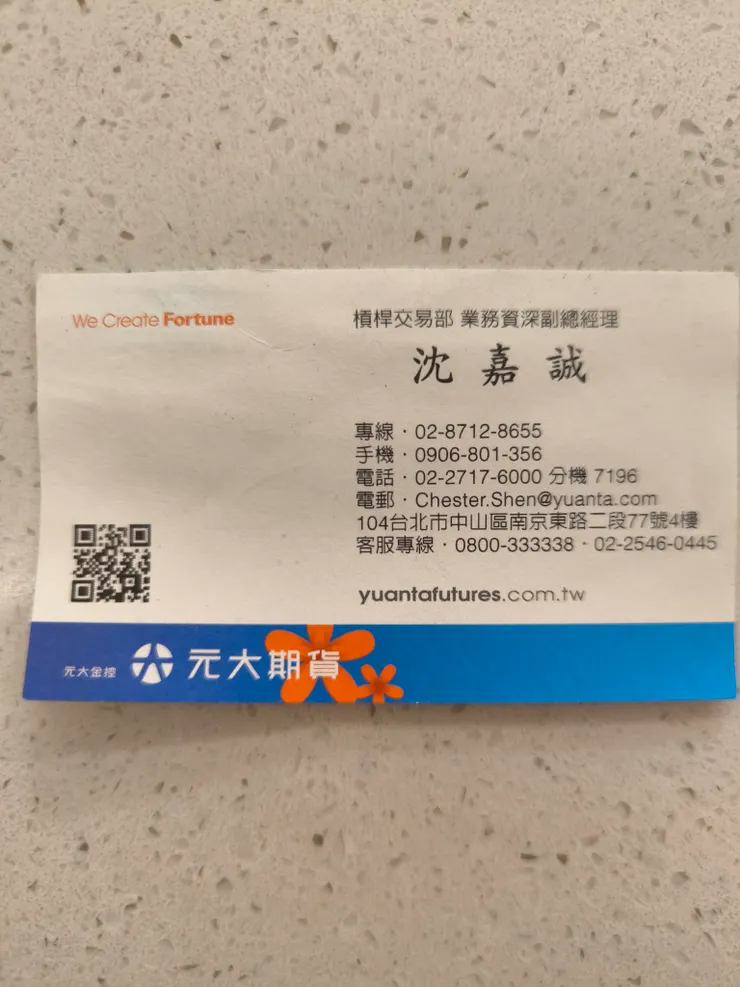 We Create Fortune
槓桿交易部 業務資深副總經理
沈嘉誠
專線・02-8712-8655
手機・0906-801-356
電話・02-2717-6000 分機 7196
電郵・Chester.Shen@yuanta.com
104台北市中山區南京東路二段77號4樓
客服專線・0800-333338・02-2546-0445
yuantafutures.com.tw
元大金控 元大期貨